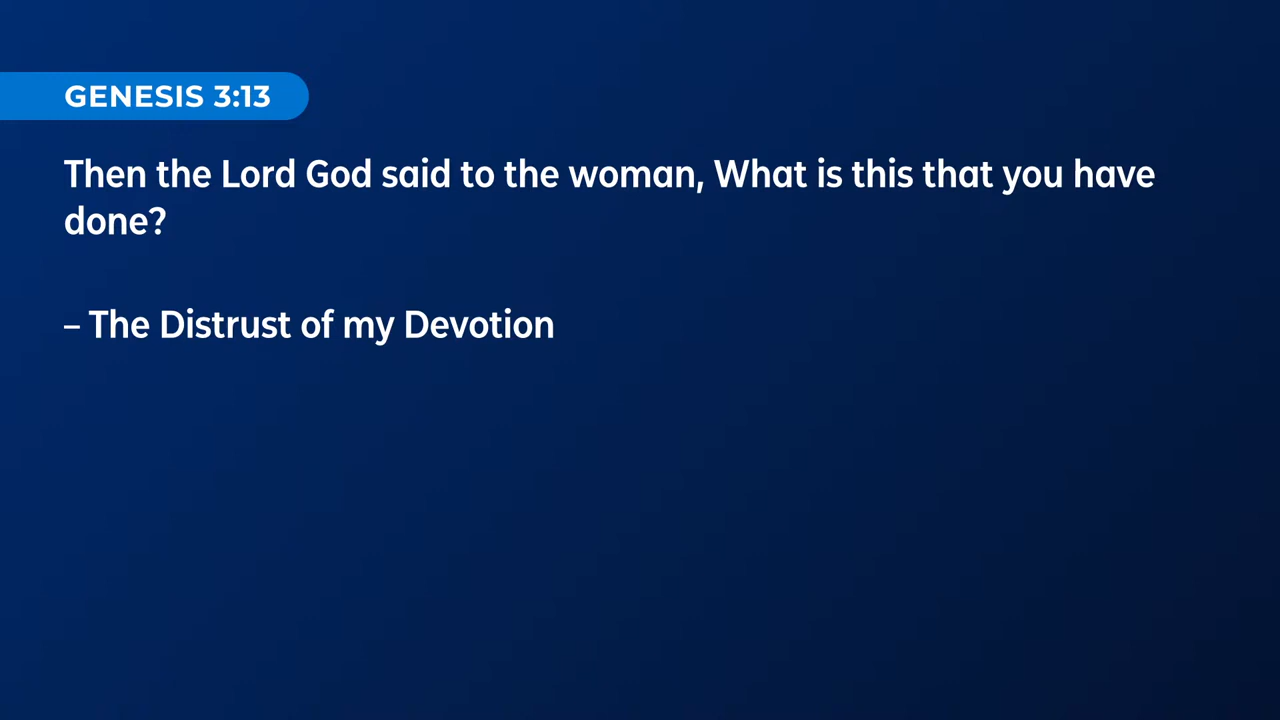 GENESIS 3:13
Then the Lord God said to the woman, What is this that you have
done?
– The Distrust of my Devotion